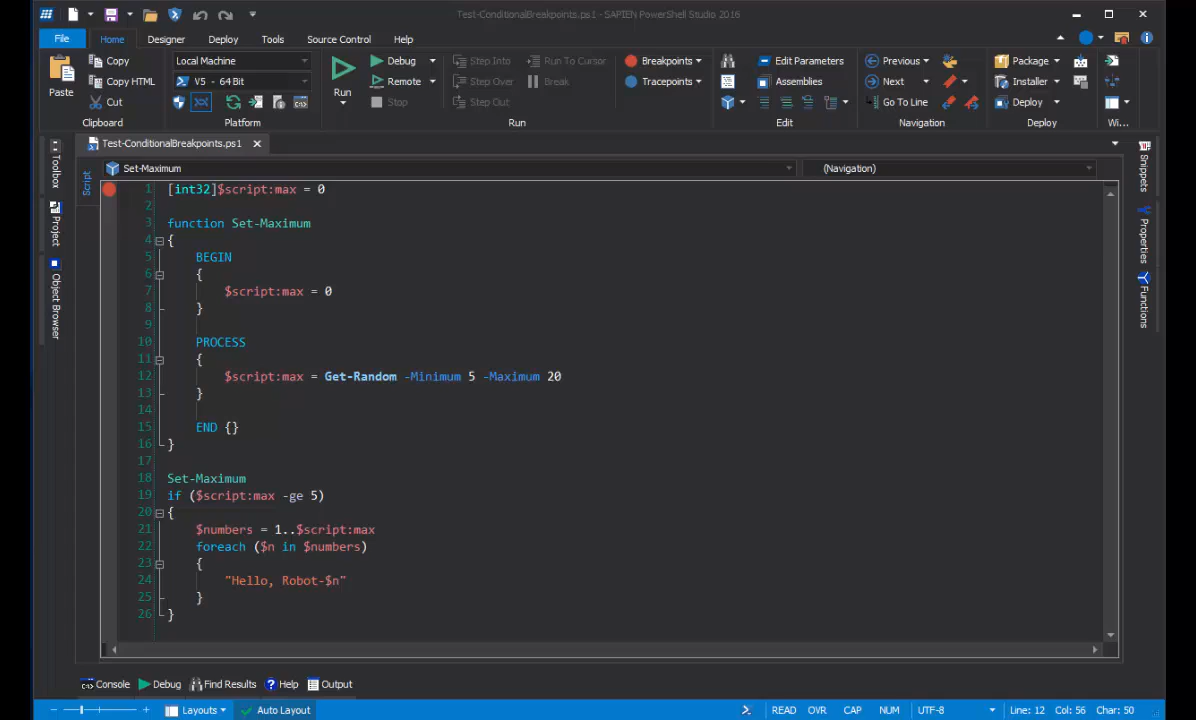 Test-ConditionalBreakpoints.ps1 - SAPIEN PowerShell Studio 2016
File Home Designer Deploy Tools Source Control Help
Paste
Copy
Copy HTML
Cut
Clipboard
Local Machine
V5 - 64 Bit
Platform
Run
Debug
Remote
Stop
Step Into
Step Over
Step Out
Run To Cursor
Break
Breakpoints
Tracepoints
Run
Edit Parameters
Assemblies
Edit
Previous
Next
Go To Line
Navigation
Package
Installer
Deploy
Deploy
Wi...
Test-ConditionalBreakpoints.ps1
Toolbox
Project
Object Browser
Script
Set-Maximum
(Navigation)
1 [int32]$script:max = 0
2
3 function Set-Maximum
4 {
5 BEGIN
6 {
7 $script:max = 0
8 }
9
10 PROCESS
11 {
12 $script:max = Get-Random -Minimum 5 -Maximum 20
13 }
14
15 END {}
16 }
17
18 Set-Maximum
19 if ($script:max -ge 5)
20 {
21 $numbers = 1..$script:max
22 foreach ($n in $numbers)
23 {
24 "Hello, Robot-$n"
25 }
26 }
Snippets
Properties
Functions
Console Debug Find Results Help Output
Layouts Auto Layout READ OVR CAP NUM UTF-8 Line: 12 Col: 56 Char: 50